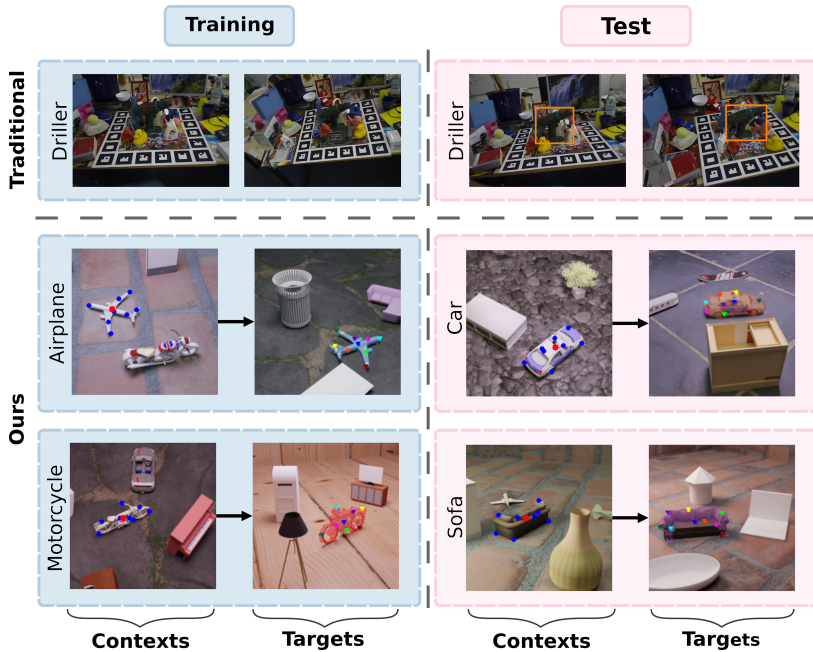 Training
Test
Traditional
Driller
Driller
Ours
Airplane
Car
Motorcycle
Sofa
Contexts
Targets
Contexts
Targets